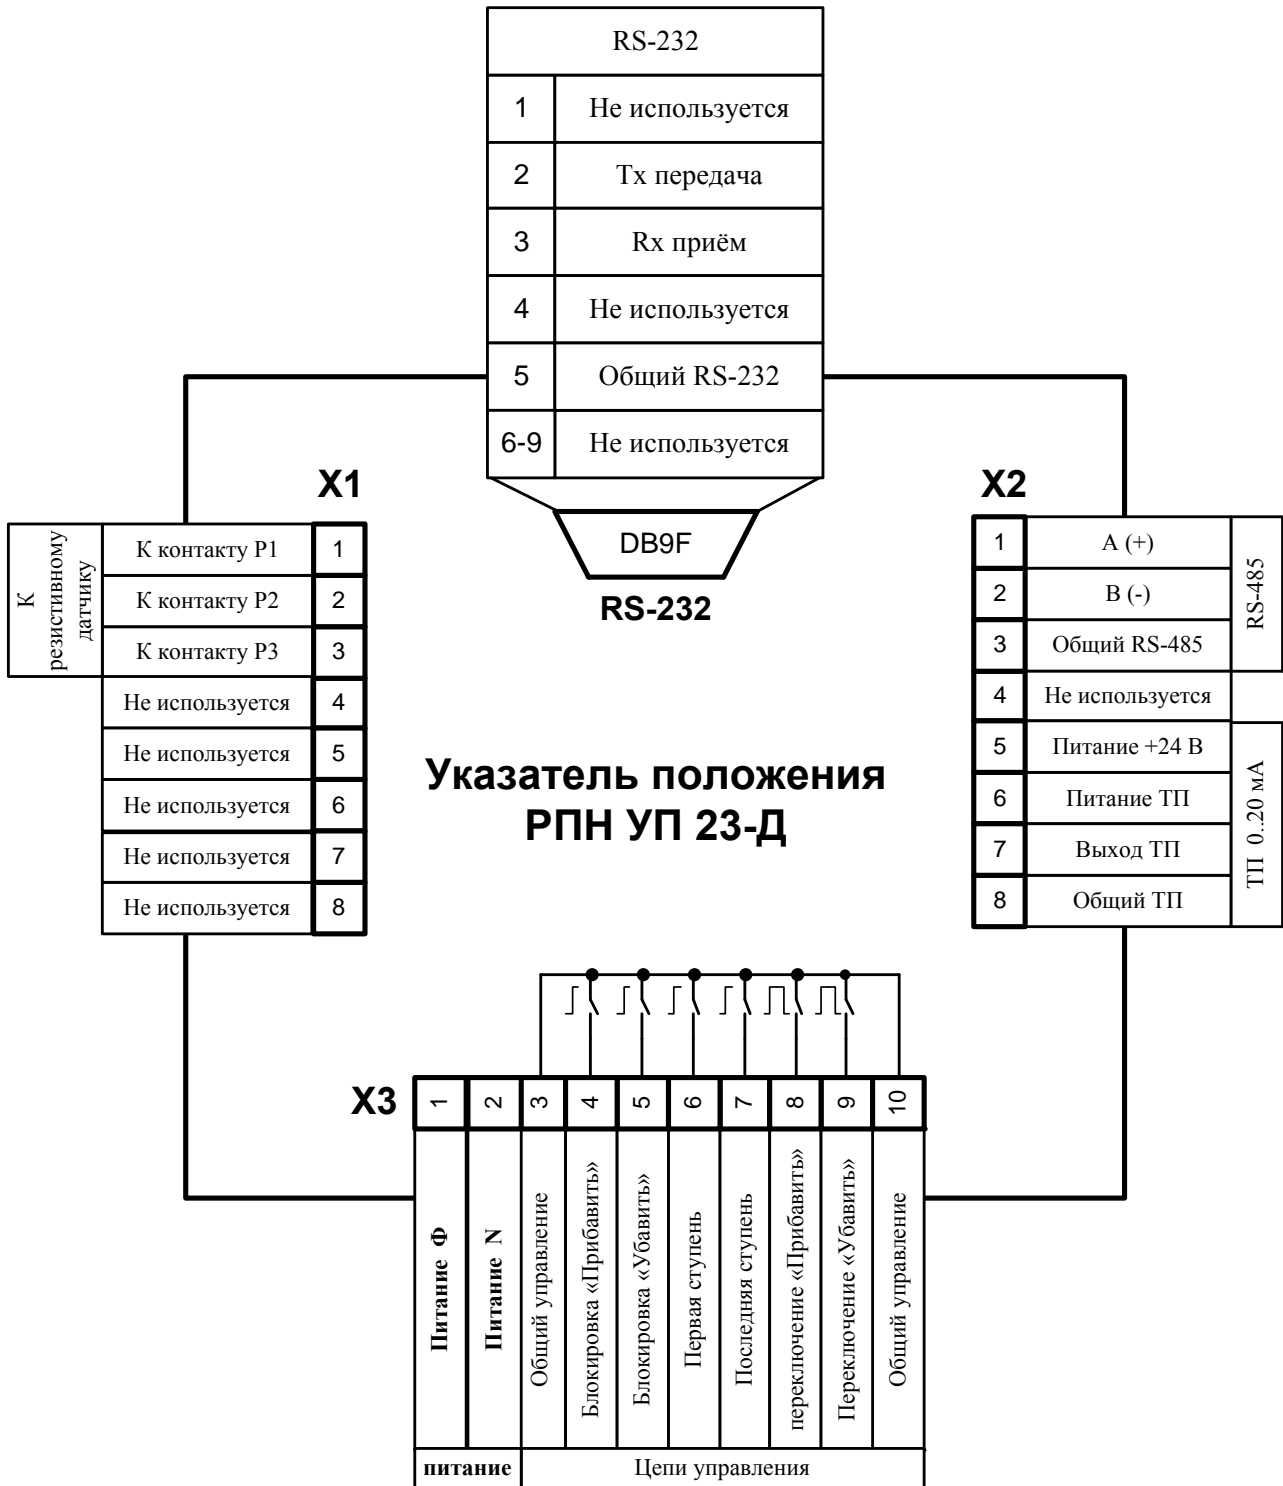 RS-232
1 Не используется
2 Tx передача
3 Rx приём
4 Не используется
5 Общий RS-232
6-9 Не используется
DB9F
RS-232
X1
К резистивному датчику
К контакту Р1 1
К контакту Р2 2
К контакту Р3 3
Не используется 4
Не используется 5
Не используется 6
Не используется 7
Не используется 8
X2
1 A (+)
2 B (-)
3 Общий RS-485
4 Не используется
5 Питание +24 В
6 Питание ТП
7 Выход ТП
8 Общий ТП
RS-485
ТП 0..20 мА
Указатель положения
РПН УП 23-Д
X3
1 Питание Ф
2 Питание N
3 Общий управление
4 Блокировка «Прибавить»
5 Блокировка «Убавить»
6 Первая ступень
7 Последняя ступень
8 переключение «Прибавить»
9 Переключение «Убавить»
10 Общий управление
питание
Цепи управления